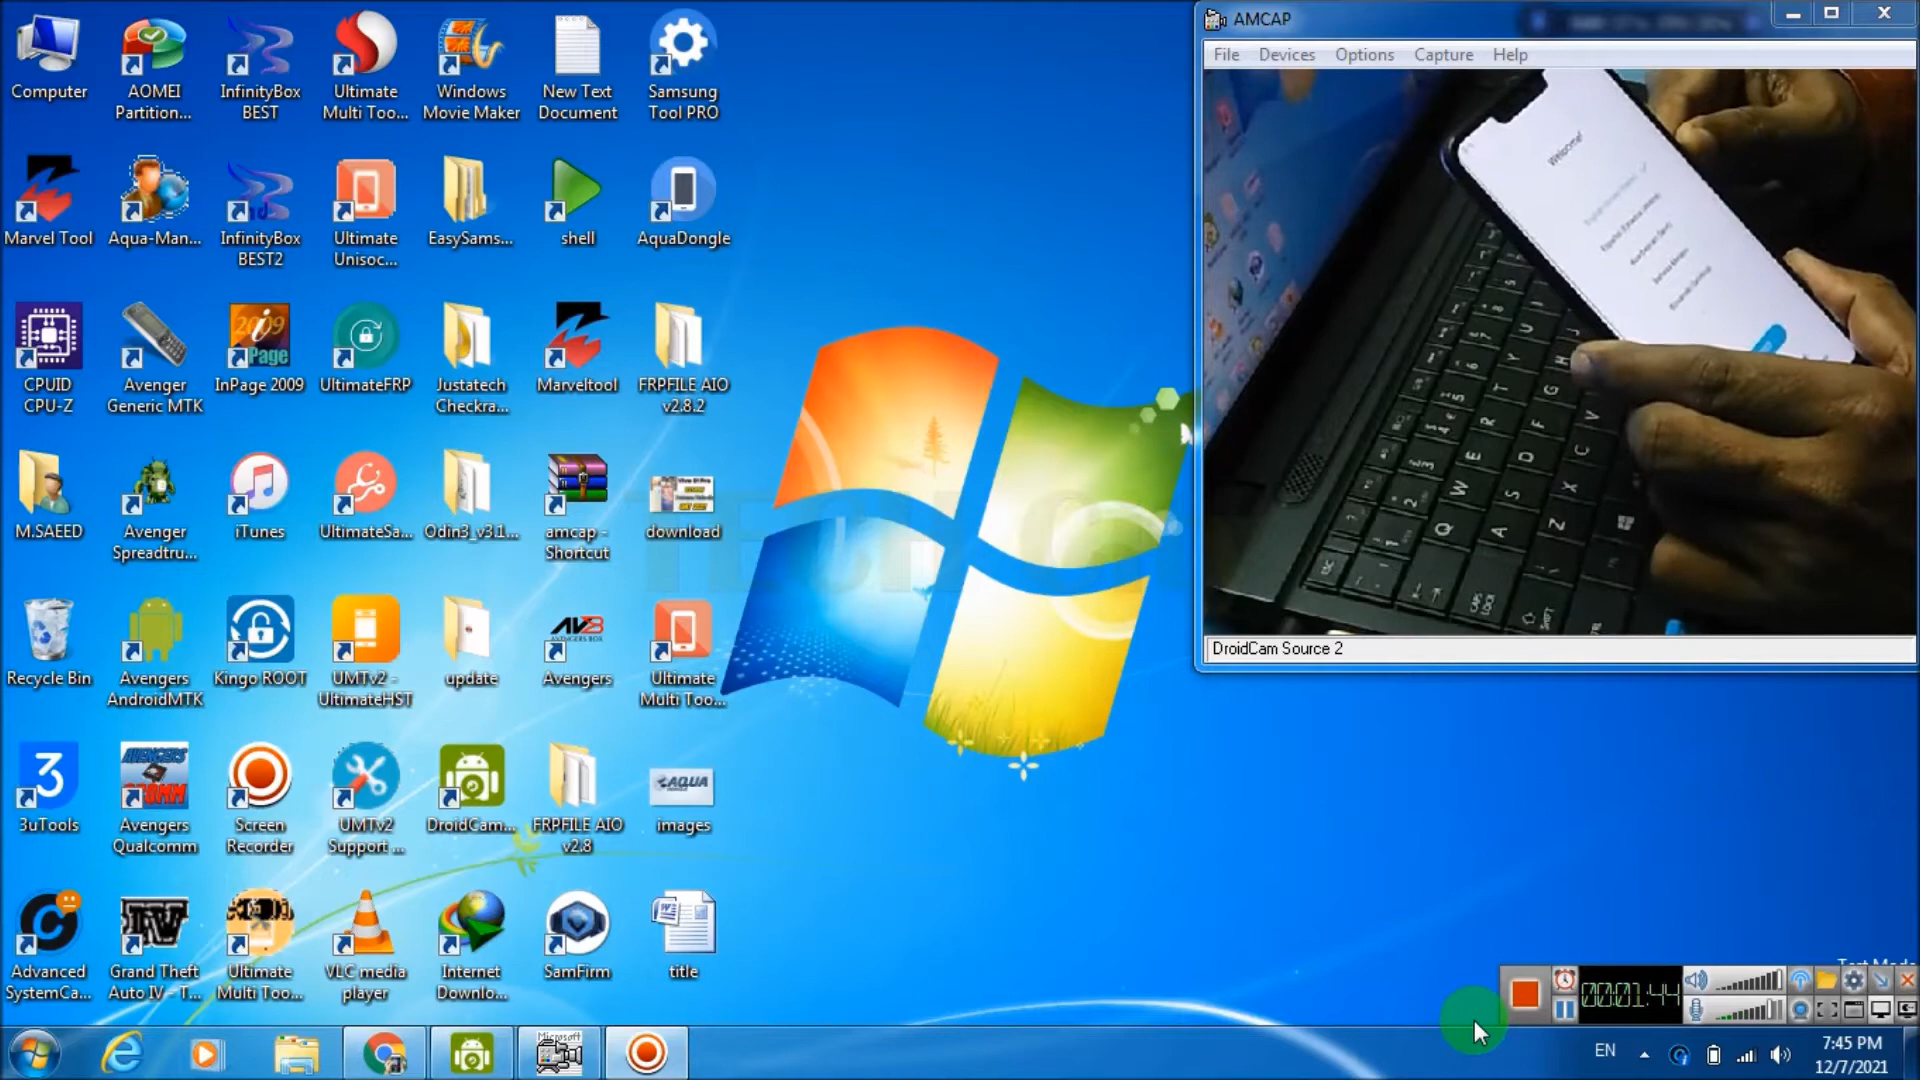 Computer
AOMEI
Partition...
InfinityBox
BEST
Ultimate
Multi Too...
Windows
Movie Maker
New Text
Document
Samsung
Tool PRO
Marvel Tool
Aqua-Man...
InfinityBox
BEST2
Ultimate
Unisoc...
EasySams...
shell
AquaDongle
CPUID
CPU-Z
Avenger
Generic MTK
InPage 2009
UltimateFRP
Justatech
Checkra...
Marveltool
FRPFILE AIO
v2.8.2
M.SAEED
Avenger
Spreadtru...
iTunes
UltimateSa...
Odin3_v3.1...
amcap -
Shortcut
download
Recycle Bin
Avengers
AndroidMTK
Kingo ROOT
UMTv2 -
UltimateHST
update
Avengers
Ultimate
Multi Too...
3uTools
Avengers
Qualcomm
Screen
Recorder
UMTv2
Support ...
DroidCam...
FRPFILE AIO
v2.8
images
Advanced
SystemCa...
Grand Theft
Auto IV - T...
Ultimate
Multi Too...
VLC media
player
Internet
Downlo...
SamFirm
title
AMCAP
File Devices Options Capture Help
Welcome!
DroidCam Source 2
00:01:44
EN
7:45 PM
12/7/2021